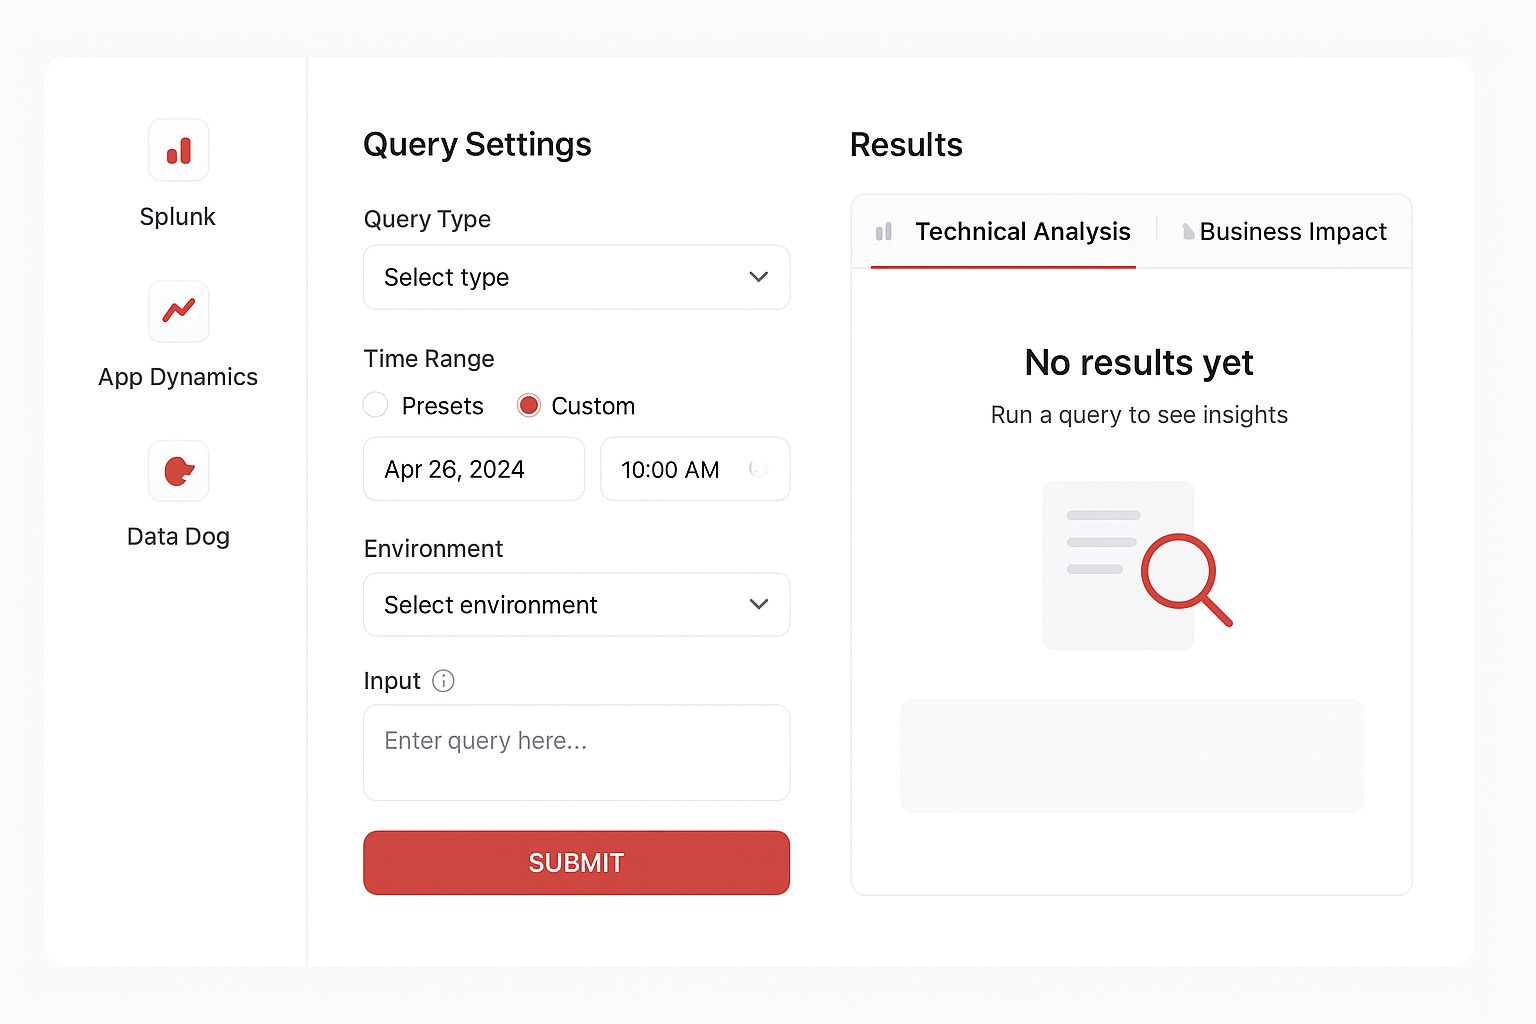 Splunk
App Dynamics
Data Dog
Query Settings
Query Type
Select type
Time Range
Presets
Custom
Apr 26, 2024
10:00 AM
Environment
Select environment
Input
Enter query here...
SUBMIT
Results
Technical Analysis
Business Impact
No results yet
Run a query to see insights